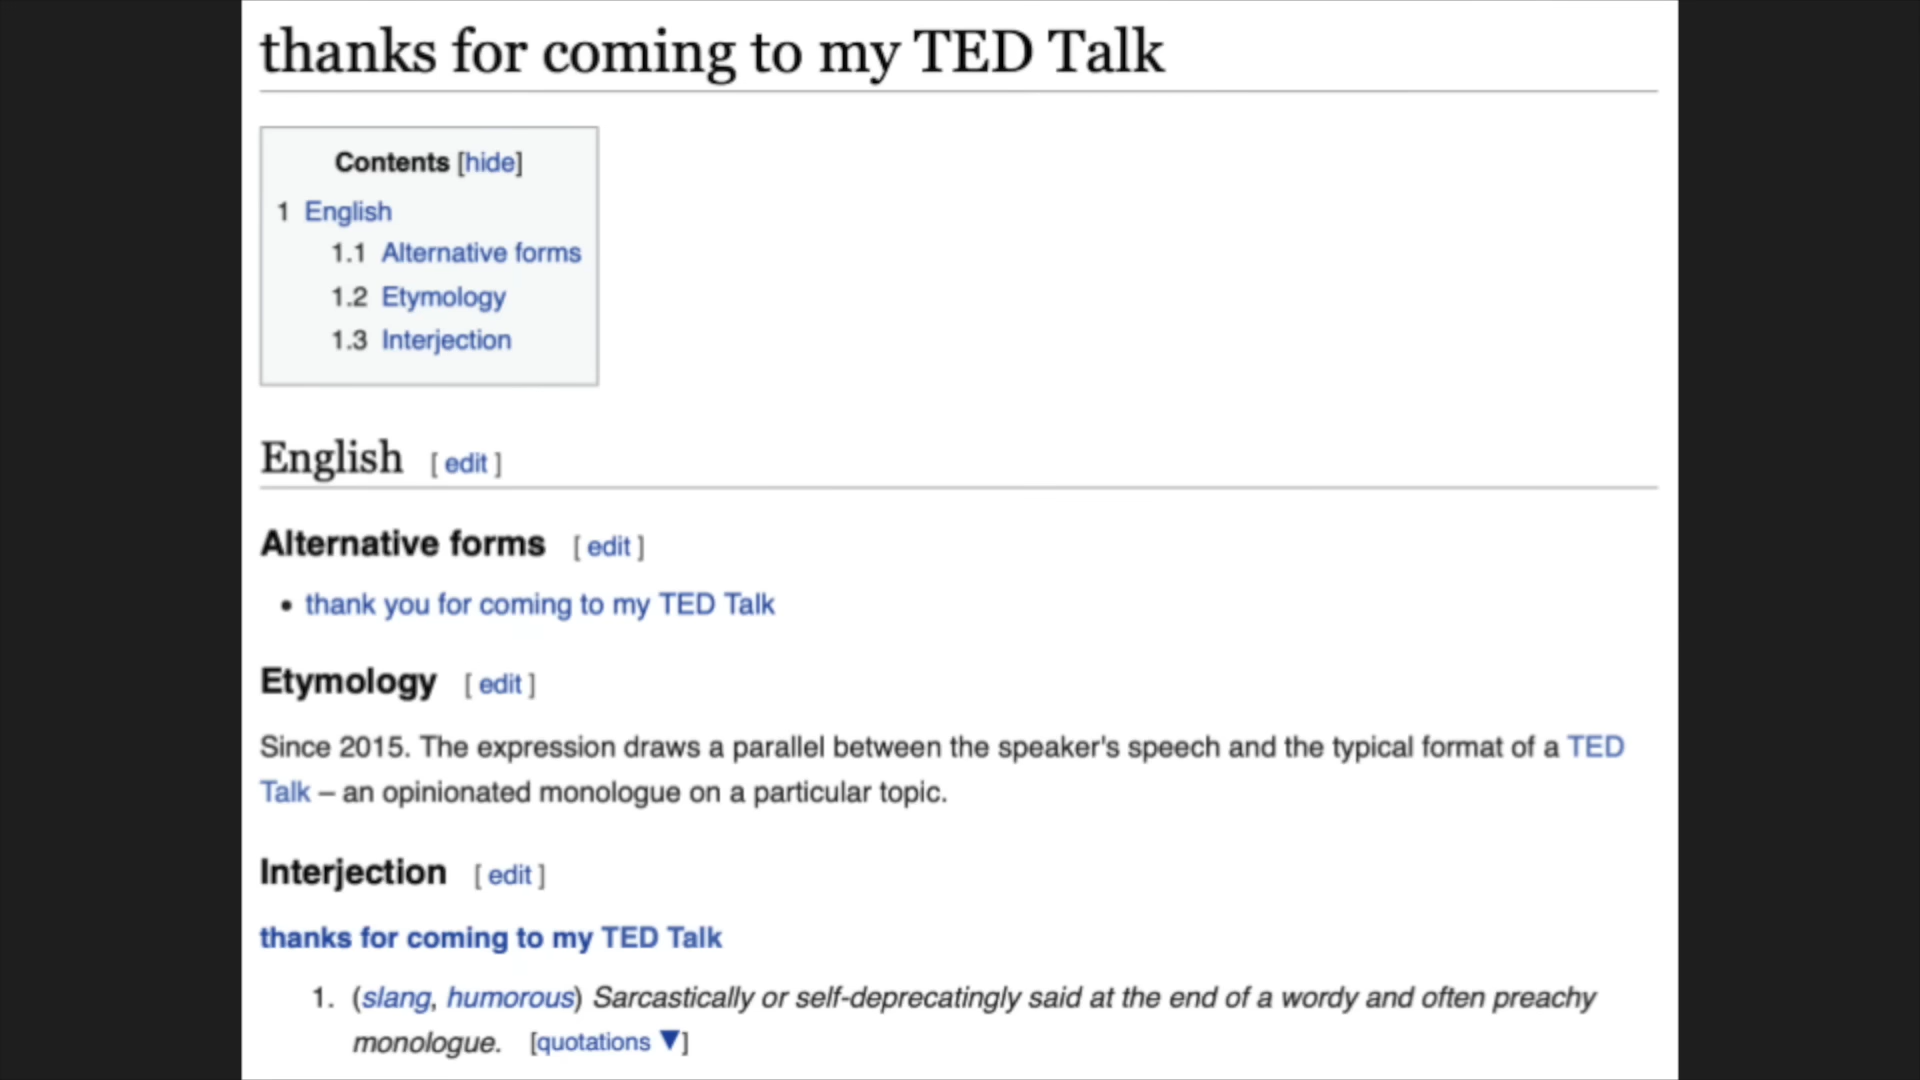 thanks for coming to my TED Talk
Contents [hide]
1 English
1.1 Alternative forms
1.2 Etymology
1.3 Interjection
English [ edit ]
Alternative forms [ edit ]
• thank you for coming to my TED Talk
Etymology [ edit ]
Since 2015. The expression draws a parallel between the speaker's speech and the typical format of a TED
Talk – an opinionated monologue on a particular topic.
Interjection [ edit ]
thanks for coming to my TED Talk
1. (slang, humorous) Sarcastically or self-deprecatingly said at the end of a wordy and often preachy
monologue. [quotations ▼]